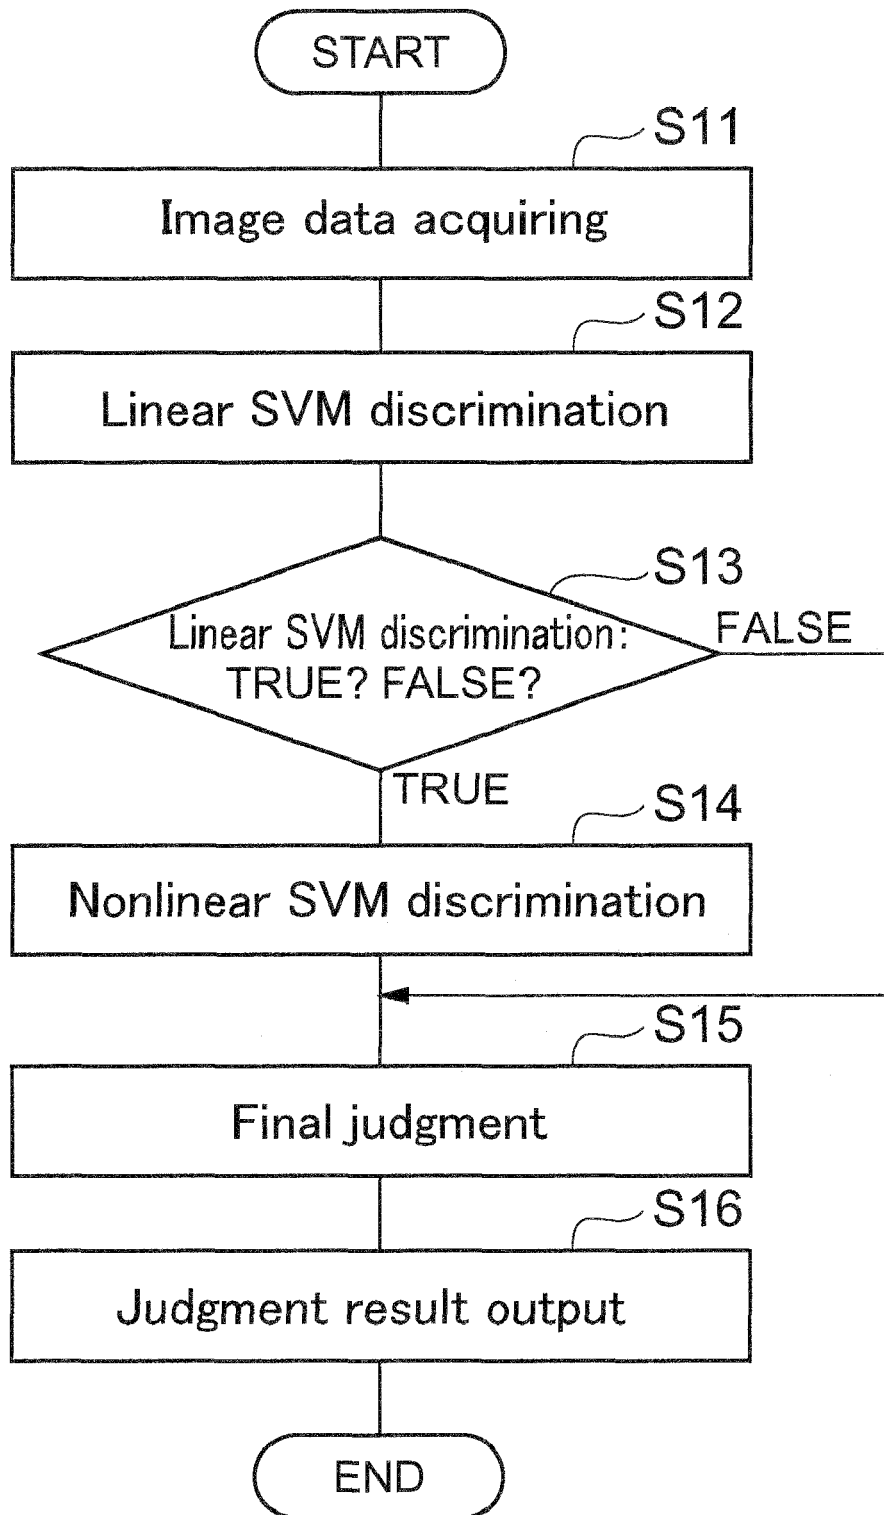 START
S11
Image data acquiring
S12
Linear SVM discrimination
S13
Linear SVM discrimination:
TRUE? FALSE?
FALSE
TRUE
S14
Nonlinear SVM discrimination
S15
Final judgment
S16
Judgment result output
END